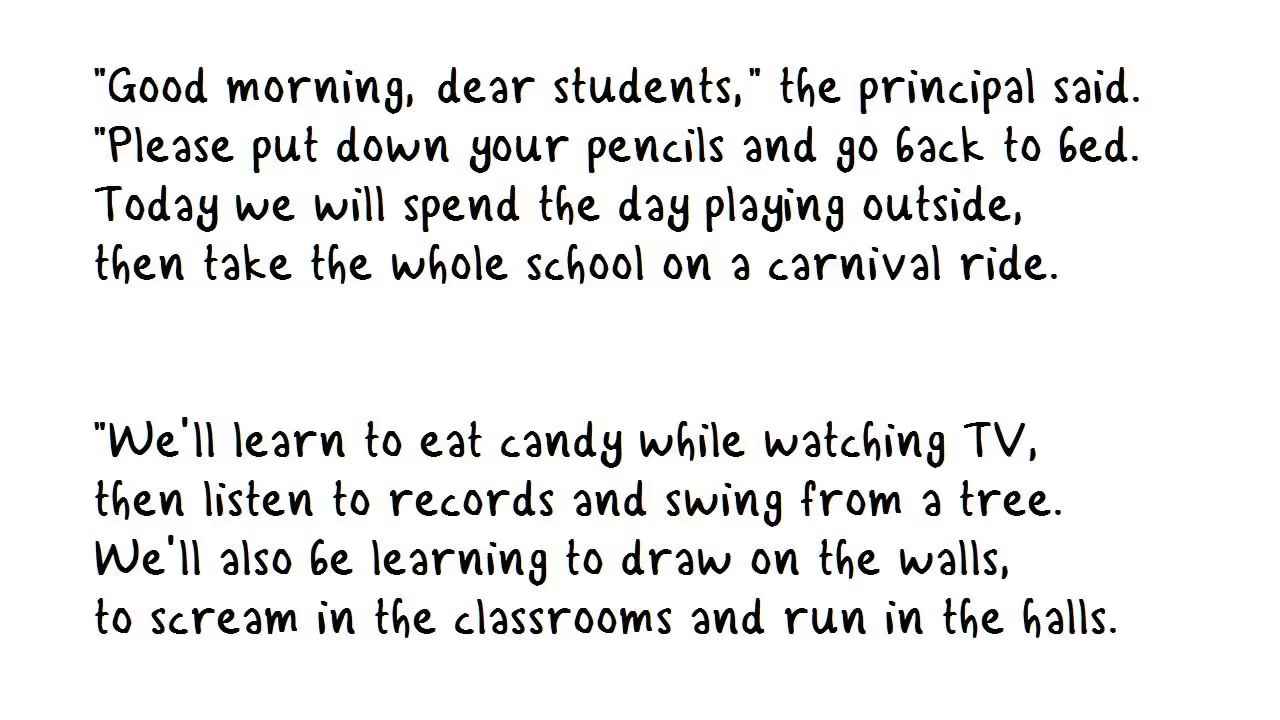 "Good morning, dear students," the principal said.
"Please put down your pencils and go back to bed.
Today we will spend the day playing outside,
then take the whole school on a carnival ride.
"We'll learn to eat candy while watching TV,
then listen to records and swing from a tree.
We'll also be learning to draw on the walls,
to scream in the classrooms and run in the halls.